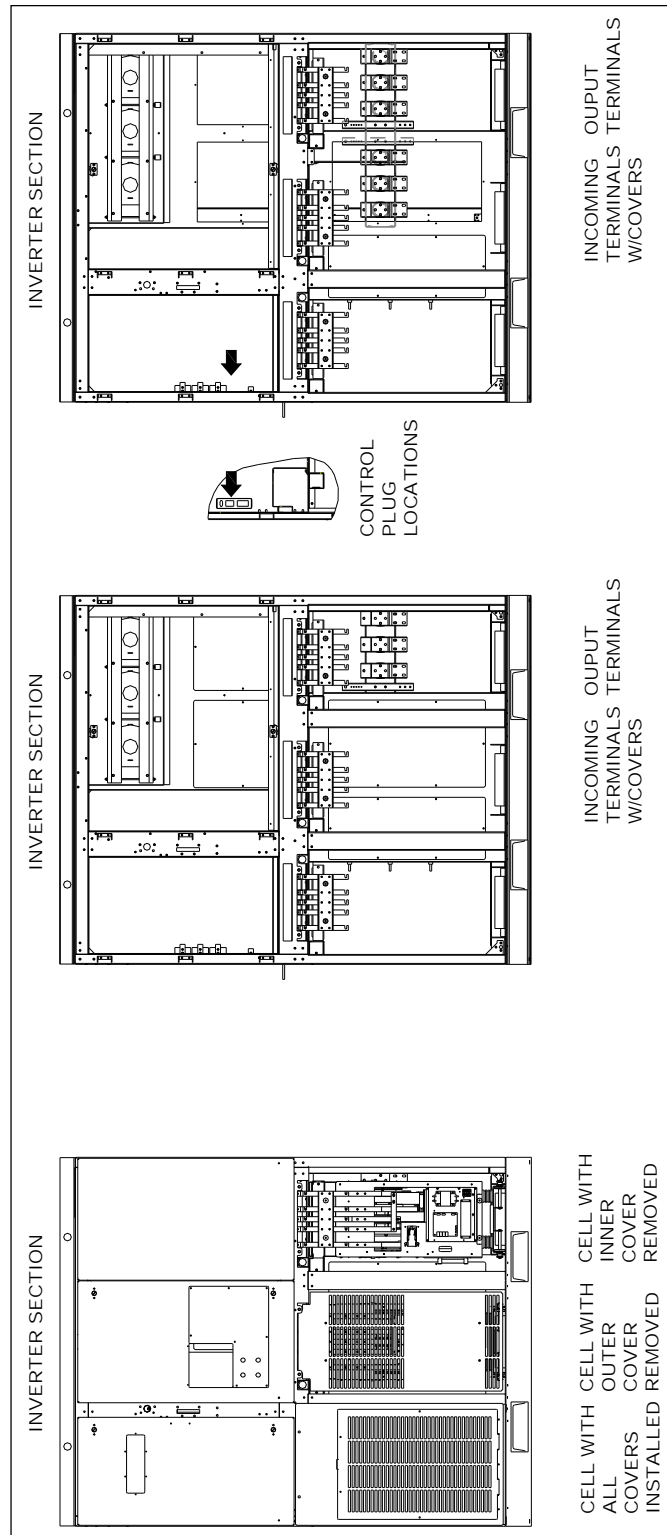 INVERTER SECTION
CELL WITH
ALL
COVERS
INSTALLED
CELL WITH
OUTER
COVER
REMOVED
CELL WITH
INNER
COVER
REMOVED
INVERTER SECTION
INCOMING
TERMINALS
W/COVERS
OUPUT
TERMINALS
CONTROL
PLUG
LOCATIONS
INVERTER SECTION
INCOMING
TERMINALS
W/COVERS
OUPUT
TERMINALS